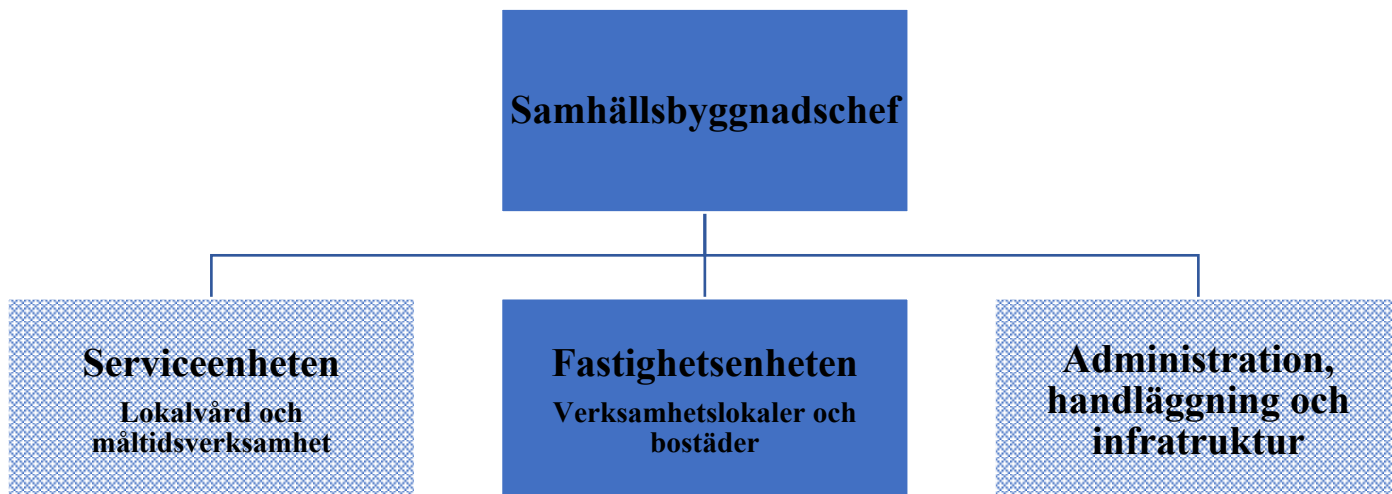 Samhällsbyggnadschef
Serviceenheten
Lokalvård och
måltidsverksamhet
Fastighetsenheten
Verksamhetslokaler och
bostäder
Administration,
handläggning och
infratruktur